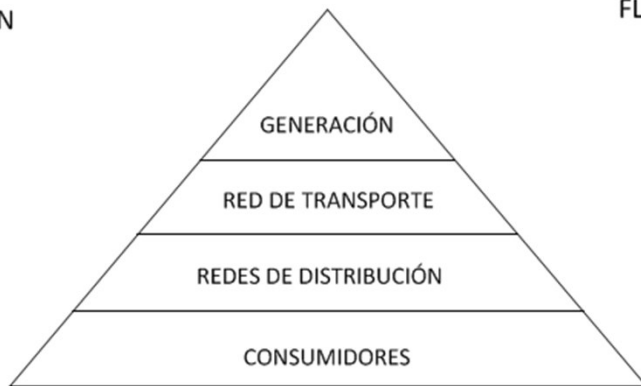 GENERACIÓN
RED DE TRANSPORTE
REDES DE DISTRIBUCIÓN
CONSUMIDORES